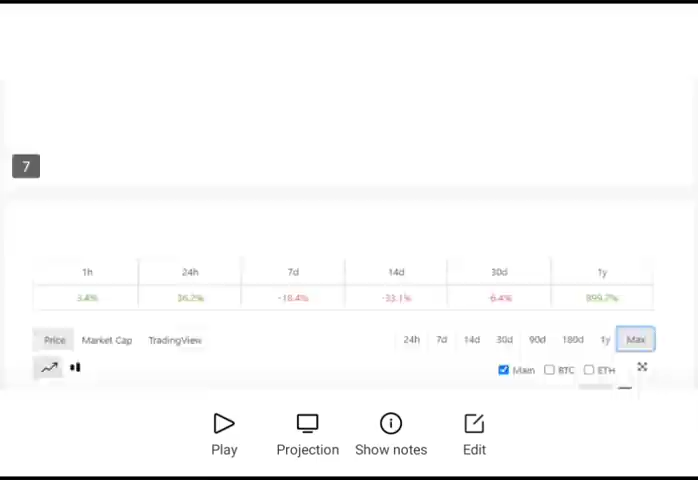 7
1h 24h 7d 14d 30d 1y
3.4% 36.2% -18.4% -33.1% -6.4% 899.7%
Price Market Cap TradingView 24h 7d 14d 30d 90d 180d 1y Max
Main BTC ETH
Play Projection Show notes Edit